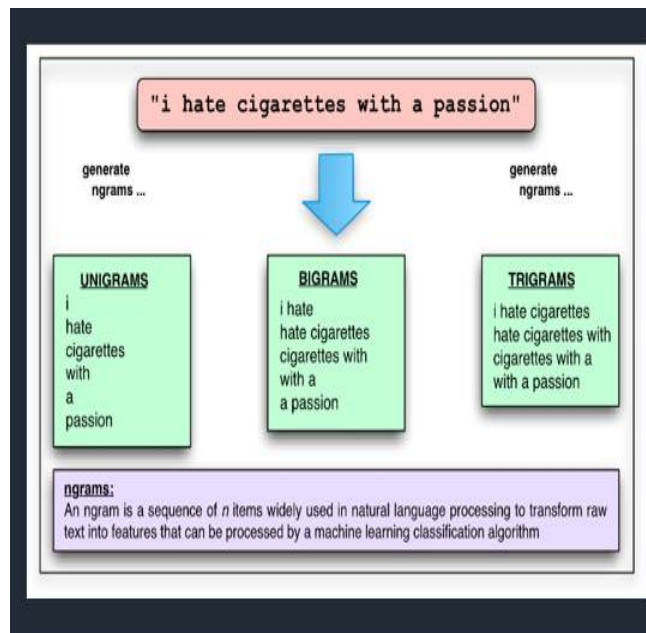 "i hate cigarettes with a passion"
generate
ngrams ...
generate
ngrams ...
UNIGRAMS
i
hate
cigarettes
with
a
passion
BIGRAMS
i hate
hate cigarettes
cigarettes with
with a
a passion
TRIGRAMS
i hate cigarettes
hate cigarettes with
cigarettes with a
with a passion
ngrams:
An ngram is a sequence of n items widely used in natural language processing to transform raw
text into features that can be processed by a machine learning classification algorithm